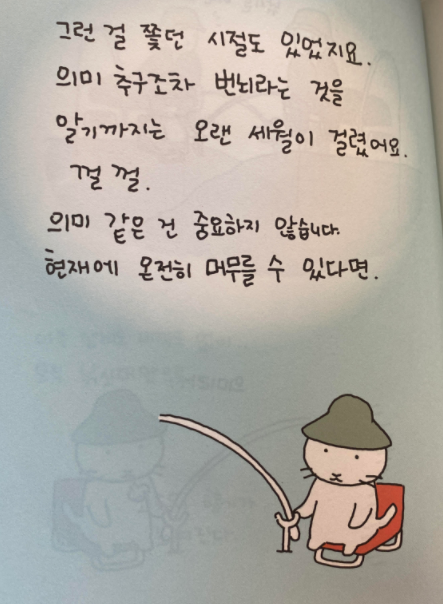 그런 걸 쫓던 시절도 있었지요.
의미 추구조차 번뇌라는 것을
알기까지는 오랜 세월이 걸렸어요.
껄 껄.
의미 같은 건 중요하지 않습니다.
현재에 온전히 머무를 수 있다면.